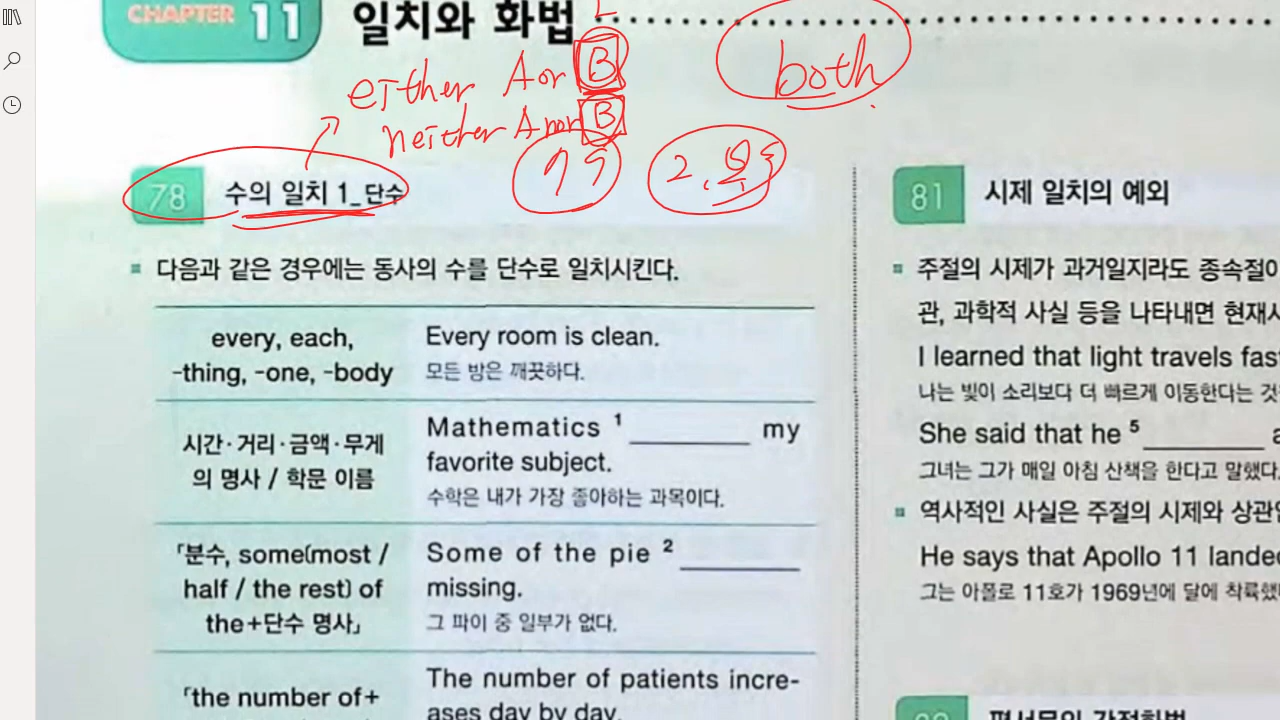 CHAPTER 11 일치와 화법
either A or B
neither A nor B
both
2. 복수
78 수의 일치 1_단수
다음과 같은 경우에는 동사의 수를 단수로 일치시킨다.
every, each,
-thing, -one, -body
Every room is clean.
모든 방은 깨끗하다.
시간·거리·금액·무게
의 명사 / 학문 이름
Mathematics 1 ________ my
favorite subject.
수학은 내가 가장 좋아하는 과목이다.
「분수, some(most /
half / the rest) of
the+단수 명사」
Some of the pie 2 ________
missing.
그 파이 중 일부가 없다.
「the number of+
The number of patients incre-
ases day by day.
81 시제 일치의 예외
주절의 시제가 과거일지라도 종속절이
관, 과학적 사실 등을 나타내면 현재시
I learned that light travels fas
나는 빛이 소리보다 더 빠르게 이동한다는 것
She said that he 5 ________ a
그녀는 그가 매일 아침 산책을 한다고 말했다.
역사적인 사실은 주절의 시제와 상관
He says that Apollo 11 landed
그는 아폴로 11호가 1969년에 달에 착륙했